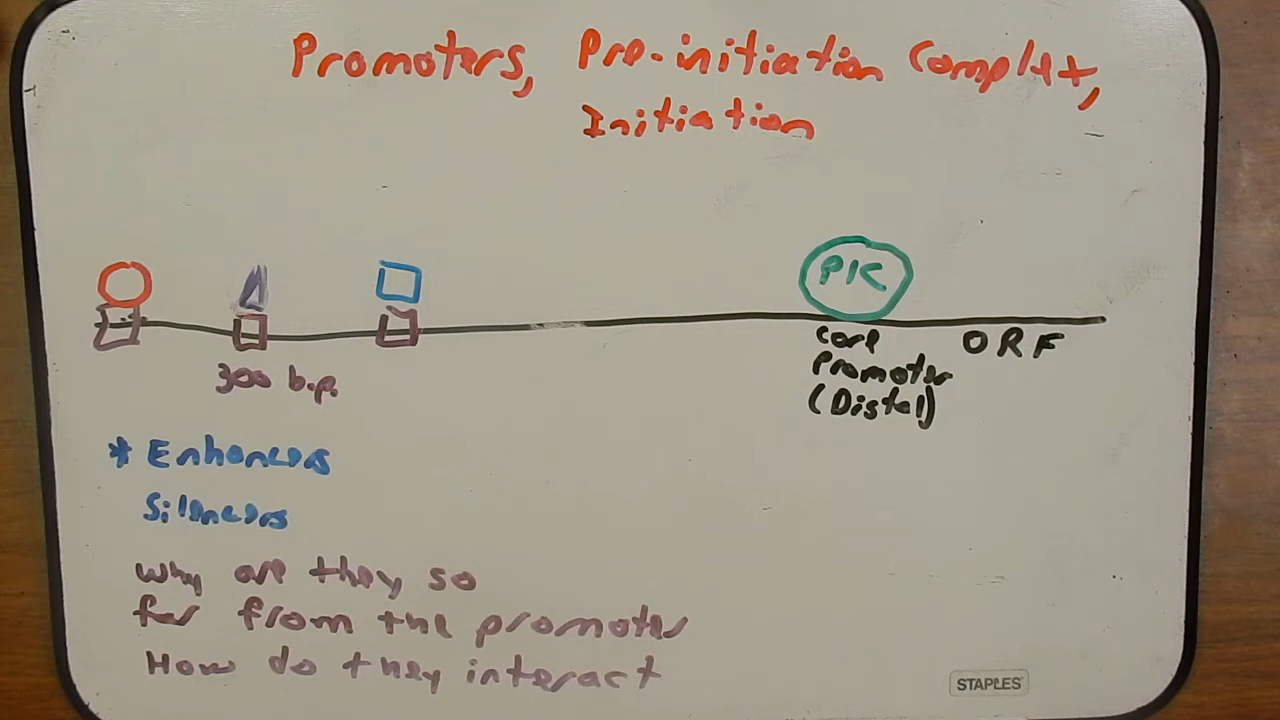 Promoters, Pre-initiation Complex,
Initiation
PIC
Core
Promoter
(Distal)
ORF
300 b.p.
* Enhancers
Silencers
Why are they so
far from the promoter
How do they interact
STAPLES